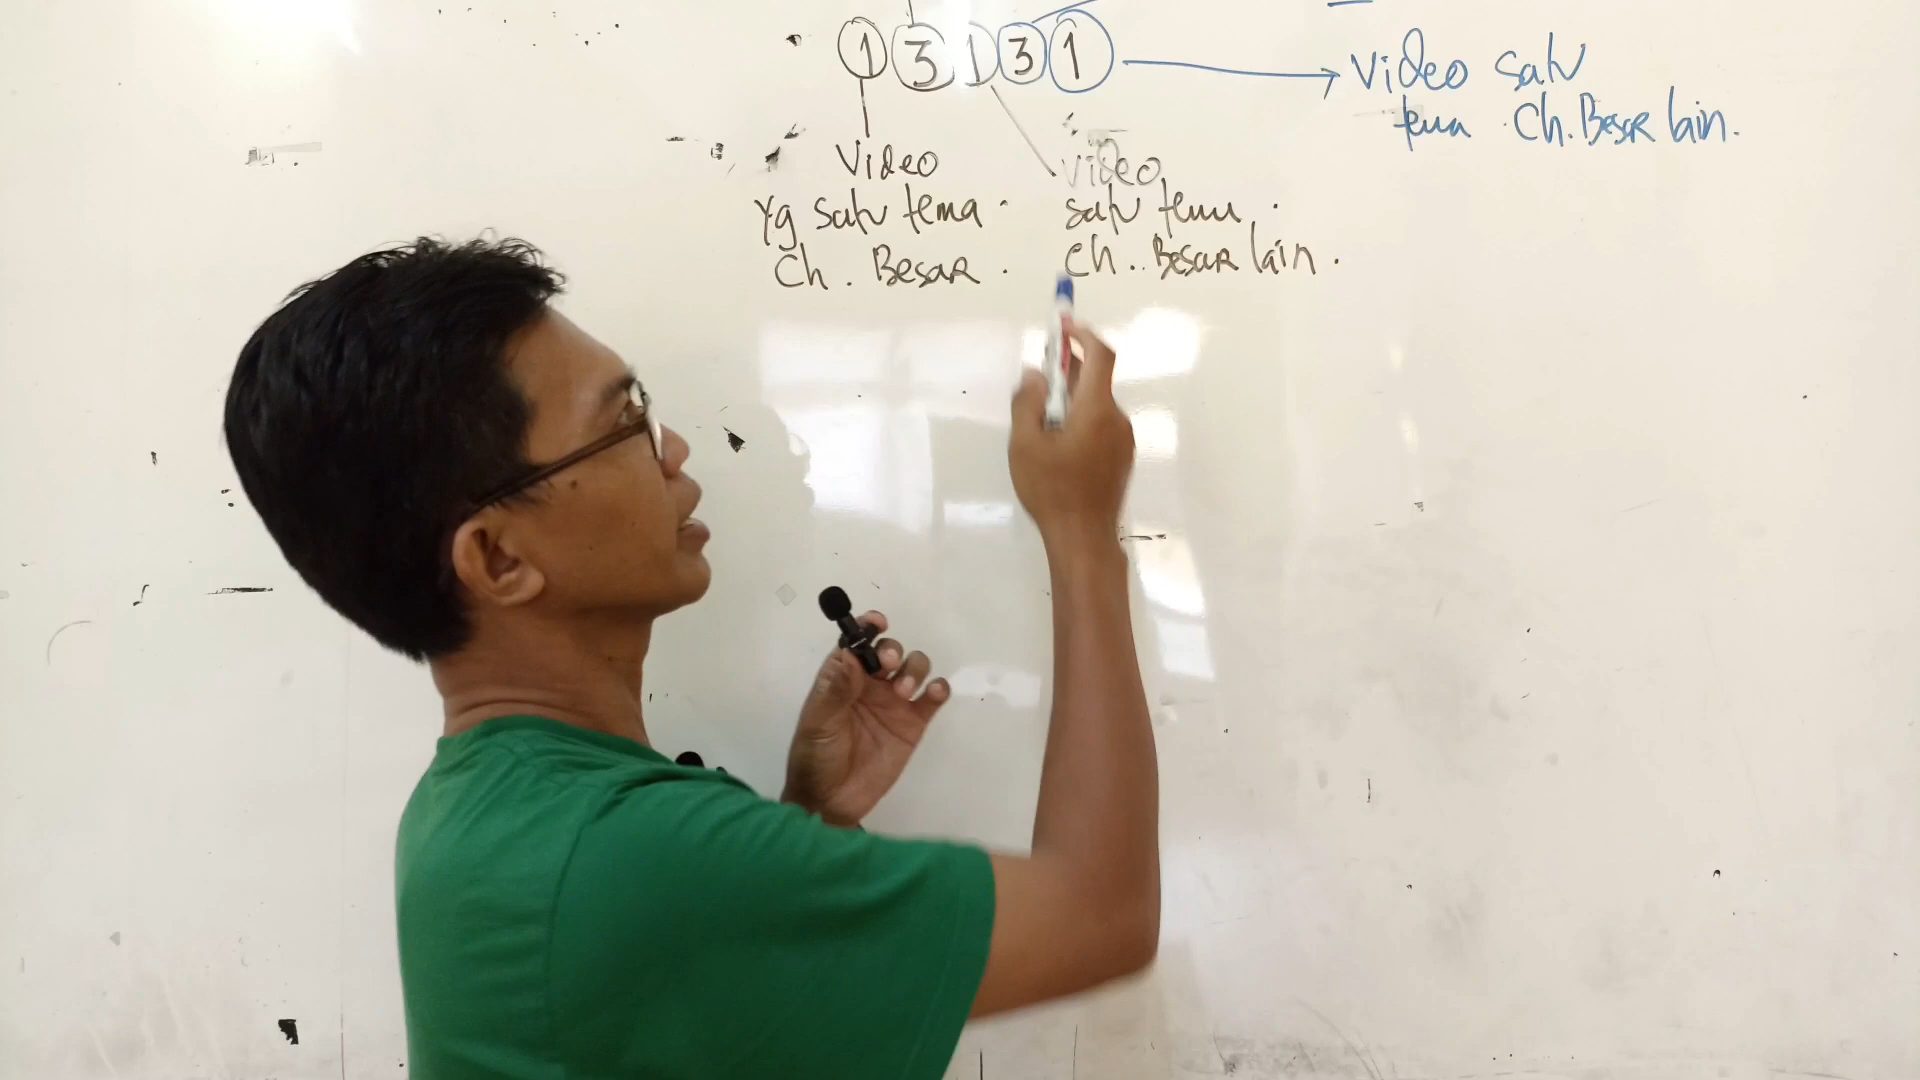 1 3 1 3 1
Video satu
tema Ch. Besar lain.
Video
Yg satu tema
Ch. Besar.
Video
satu tema
Ch. Besar lain.